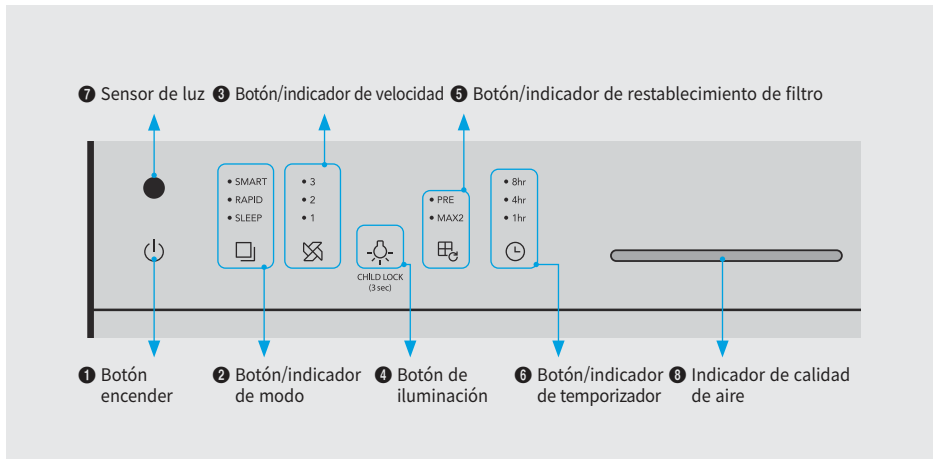 ❼ Sensor de luz
❸ Botón/indicador de velocidad
❺ Botón/indicador de restablecimiento de filtro
SMART
RAPID
SLEEP
3
2
1
CHILD LOCK
(3 sec)
PRE
MAX2
8hr
4hr
1hr
❶ Botón
encender
❷ Botón/indicador
de modo
❹ Botón de
iluminación
❻ Botón/indicador
de temporizador
❽ Indicador de calidad
de aire